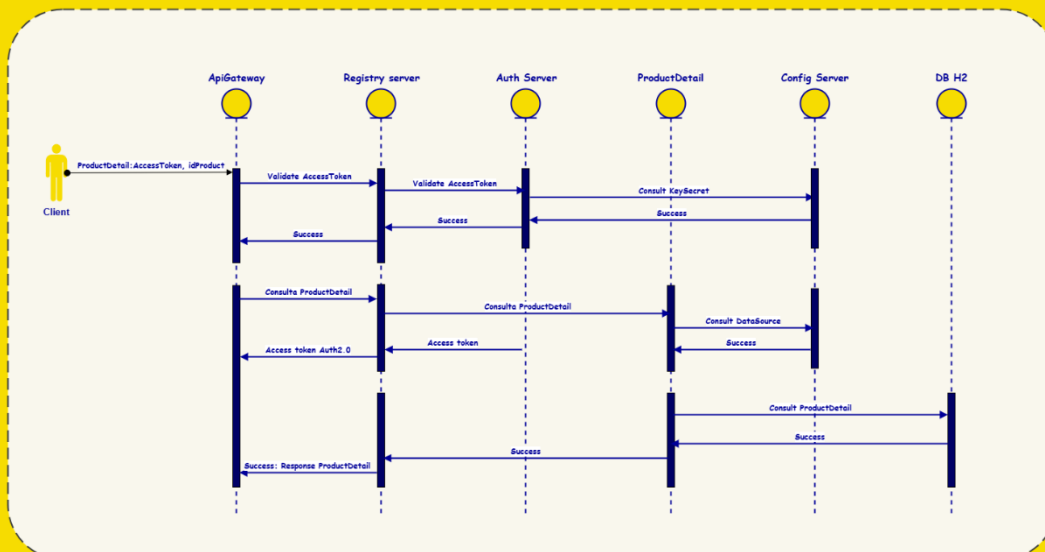 ApiGateway
Registry server
Auth Server
ProductDetail
Config Server
DB H2
ProductDetail:AccessToken, idProduct
Client
Validate AccessToken
Validate AccessToken
Consult KeySecret
Success
Success
Success
Consulta ProductDetail
Consulta ProductDetail
Consult DataSource
Success
Access token
Access token Auth2.0
Consult ProductDetail
Success
Success
Success: Response ProductDetail